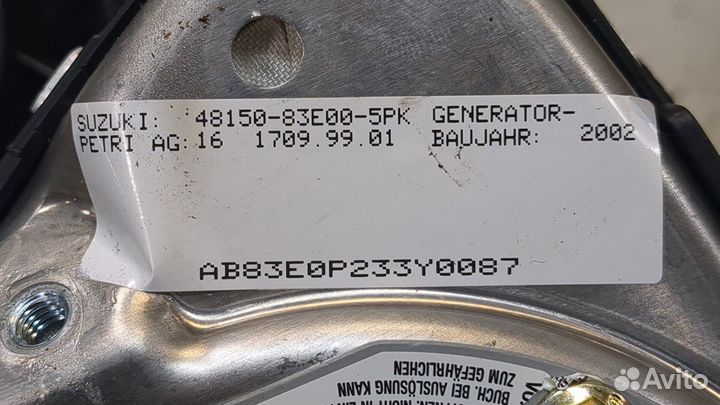 SUZUKI: 48150-83E00-5PK GENERATOR-
PETRI AG: 16 1709.99.01 BAUJAHR: 2002
AB83E0P233Y0087
ZUM GEFÄHRLICHEN
BUCH. BEI AUSLÖSUNG KANN
Avito